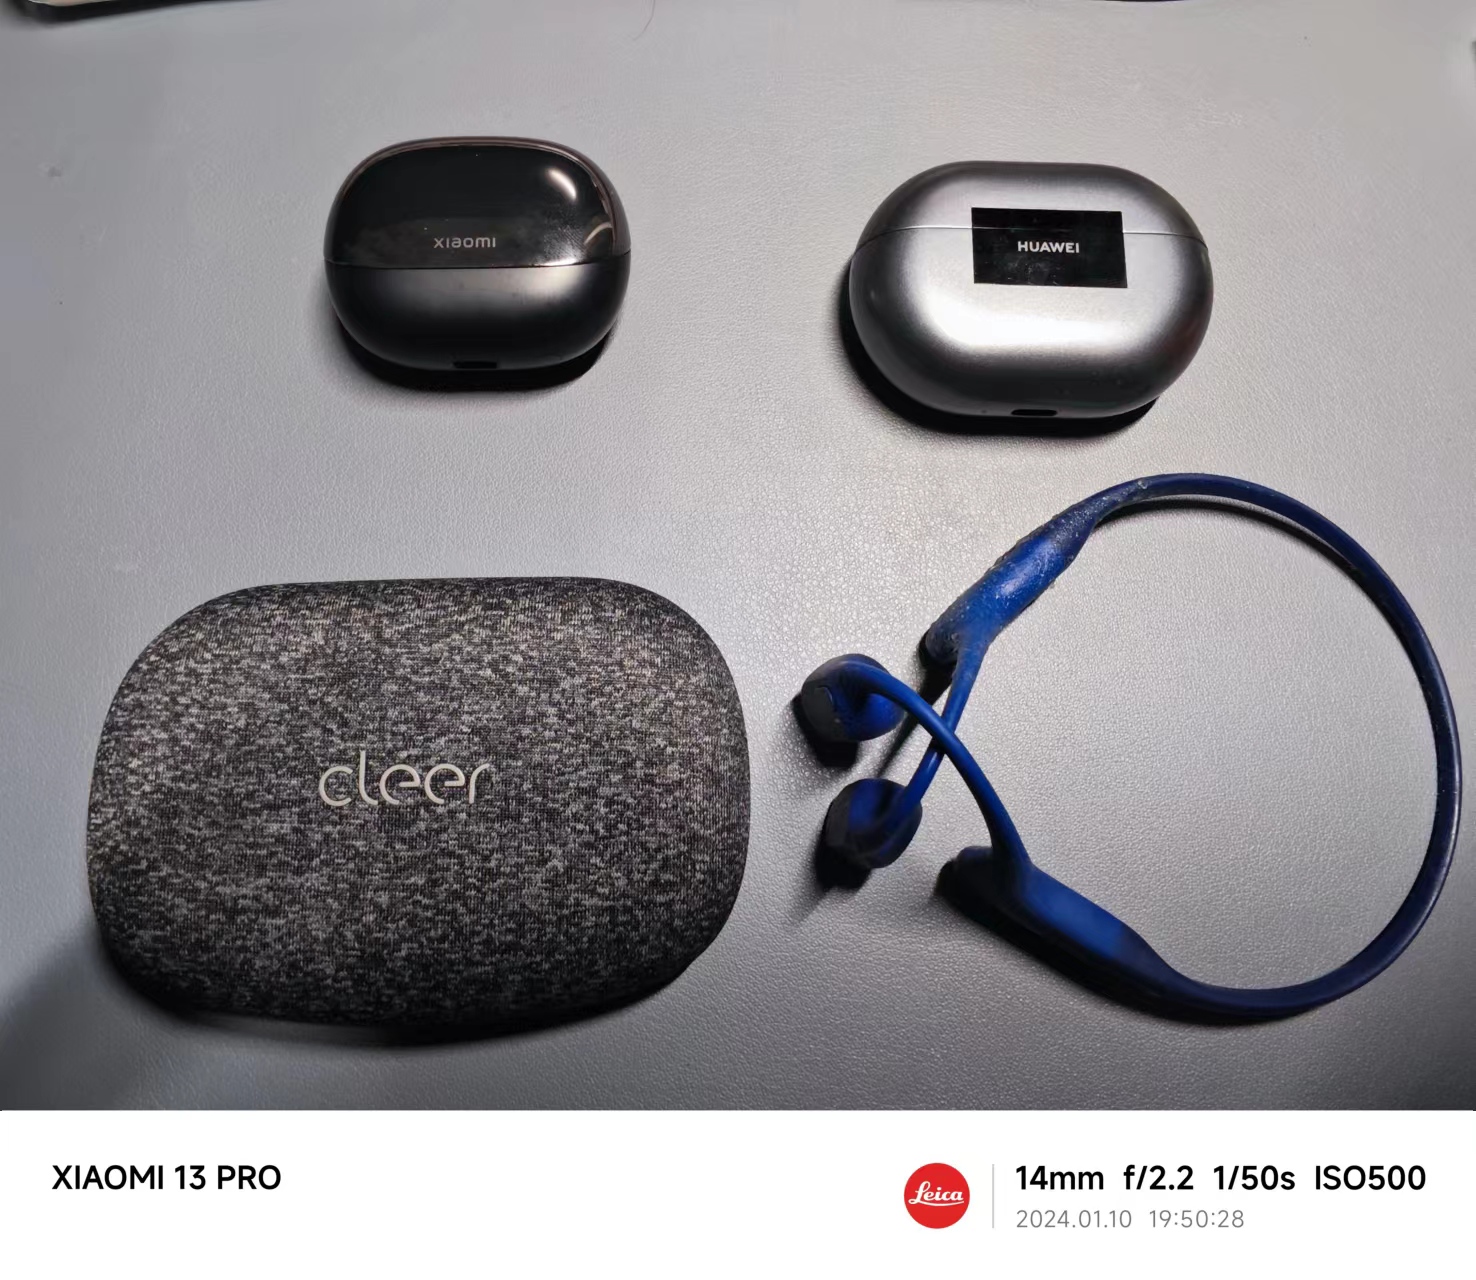 xiaomi
HUAWEI
cleer
XIAOMI 13 PRO
Leica
14mm f/2.2 1/50s ISO500
2024.01.10 19:50:28